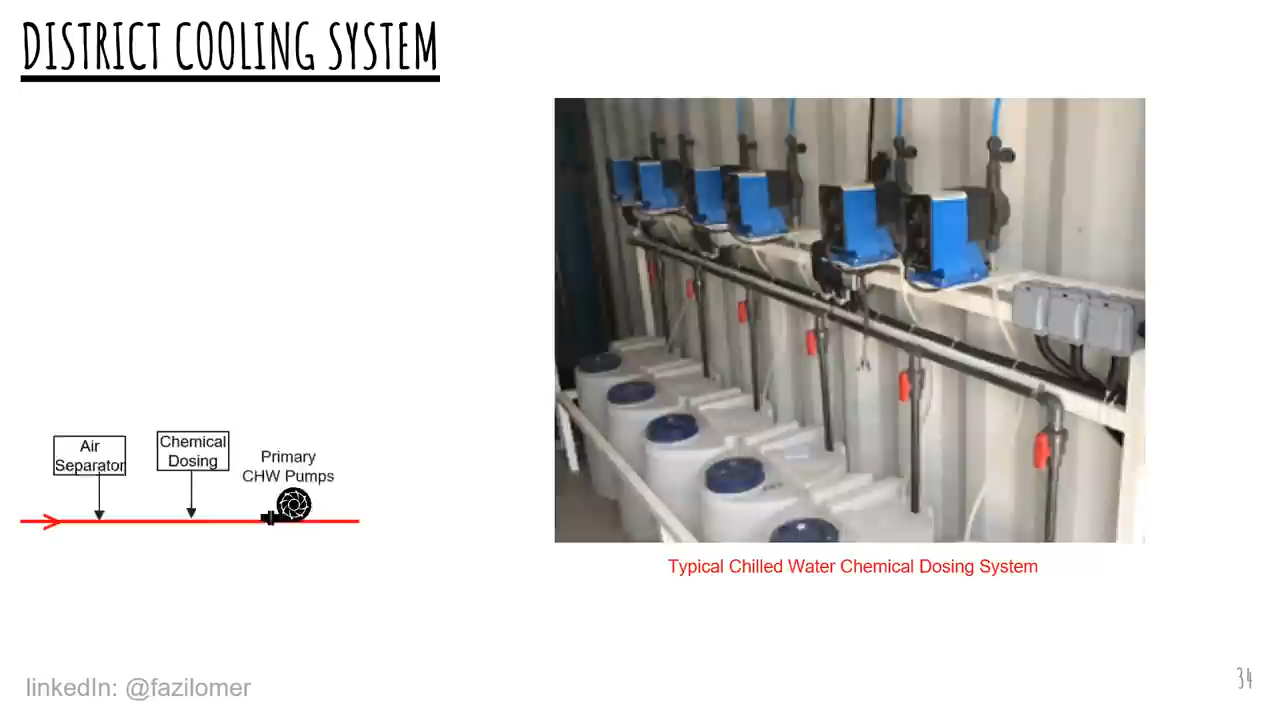 DISTRICT COOLING SYSTEM
Air
Separator
Chemical
Dosing
Primary
CHW Pumps
Typical Chilled Water Chemical Dosing System
linkedIn: @fazilomer
34